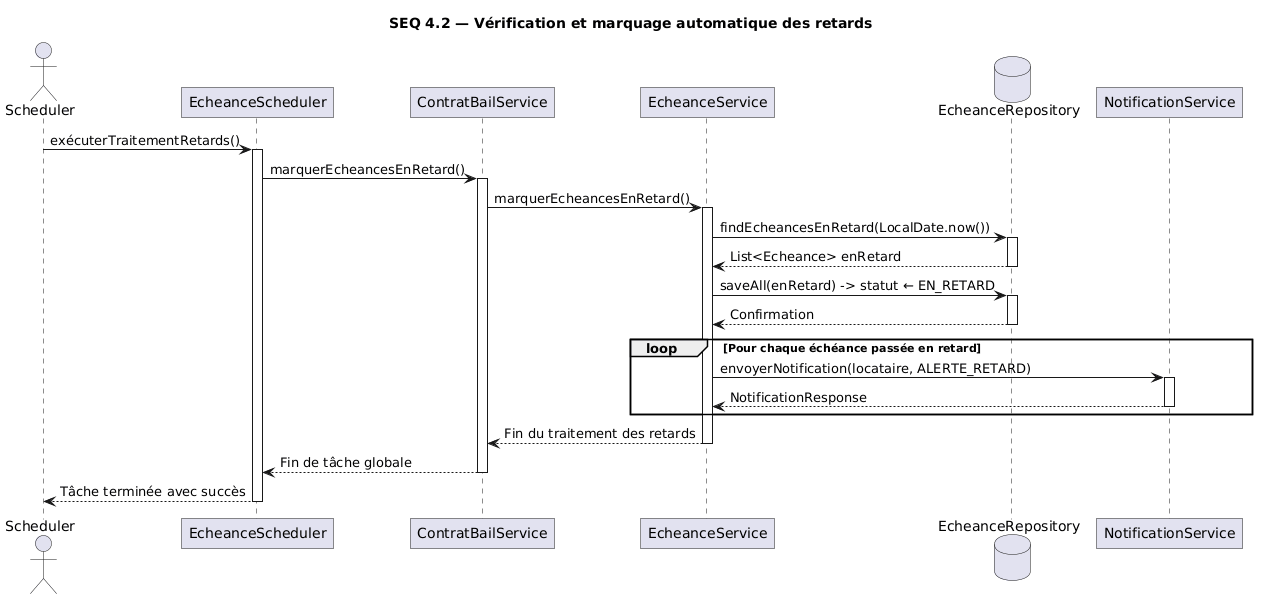 SEQ 4.2 — Vérification et marquage automatique des retards
Scheduler
EcheanceScheduler
ContratBailService
EcheanceService
EcheanceRepository
NotificationService
exécuterTraitementRetards()
marquerEcheancesEnRetard()
marquerEcheancesEnRetard()
findEcheancesEnRetard(LocalDate.now())
List<Echeance> enRetard
saveAll(enRetard) -> statut ← EN_RETARD
Confirmation
loop [Pour chaque échéance passée en retard]
envoyerNotification(locataire, ALERTE_RETARD)
NotificationResponse
Fin du traitement des retards
Fin de tâche globale
Tâche terminée avec succès
Scheduler
EcheanceScheduler
ContratBailService
EcheanceService
EcheanceRepository
NotificationService